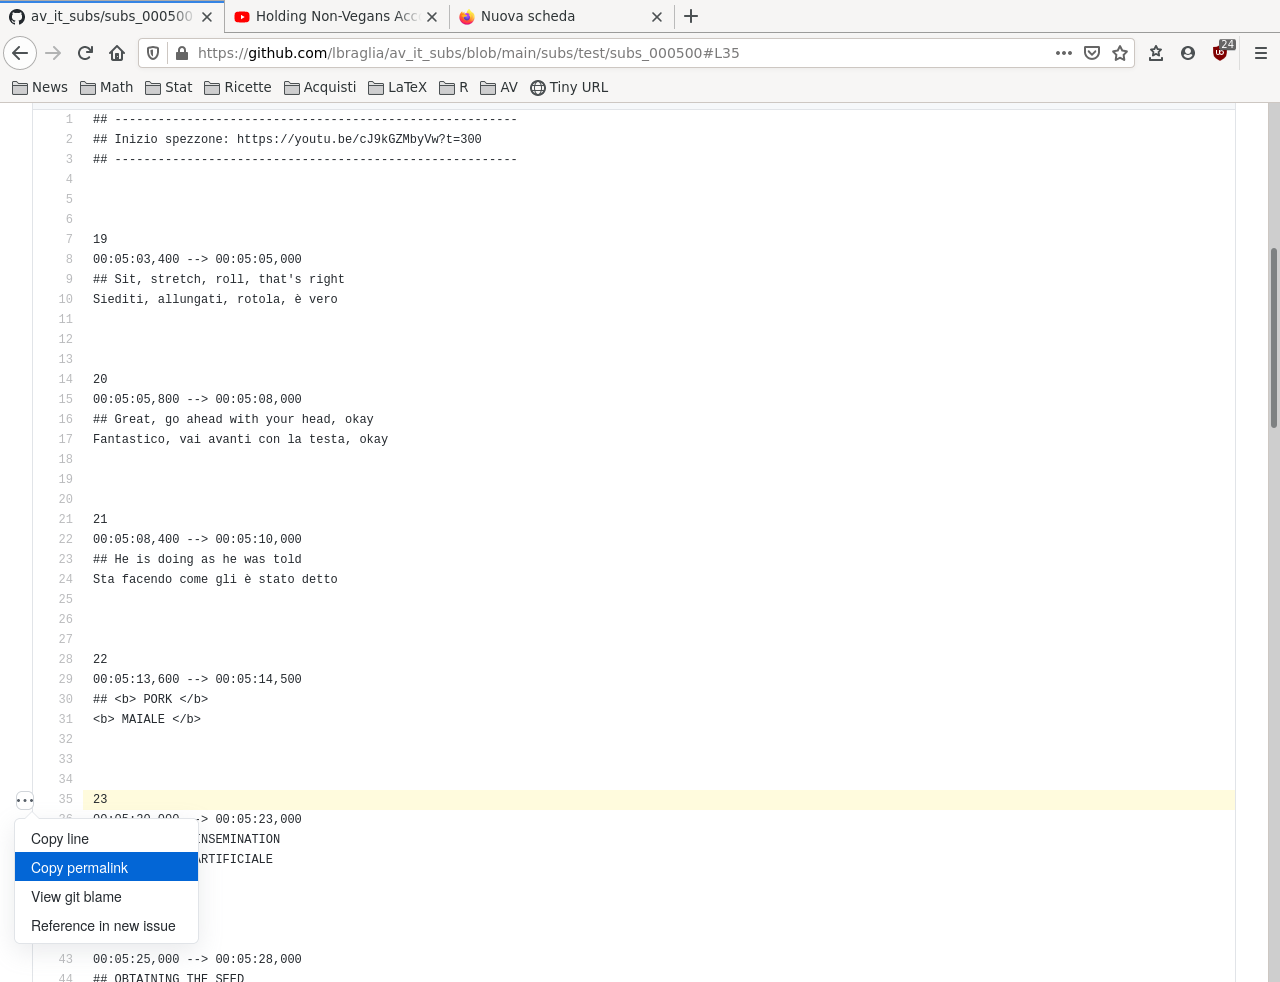 av_it_subs/subs_000500
Holding Non-Vegans Acc
Nuova scheda
https://github.com/lbraglia/av_it_subs/blob/main/subs/test/subs_000500#L35
24
News
Math
Stat
Ricette
Acquisti
LaTeX
R
AV
Tiny URL
1 ## --------------------------------------------------------
2 ## Inizio spezzone: https://youtu.be/cJ9kGZMbyVw?t=300
3 ## --------------------------------------------------------
4
5
6
7 19
8 00:05:03,400 --> 00:05:05,000
9 ## Sit, stretch, roll, that's right
10 Siediti, allungati, rotola, è vero
11
12
13
14 20
15 00:05:05,800 --> 00:05:08,000
16 ## Great, go ahead with your head, okay
17 Fantastico, vai avanti con la testa, okay
18
19
20
21 21
22 00:05:08,400 --> 00:05:10,000
23 ## He is doing as he was told
24 Sta facendo come gli è stato detto
25
26
27
28 22
29 00:05:13,600 --> 00:05:14,500
30 ## <b> PORK </b>
31 <b> MAIALE </b>
32
33
34
35 23
--> 00:05:23,000
INSEMINATION
ARTIFICIALE
Copy line
Copy permalink
View git blame
Reference in new issue
43 00:05:25,000 --> 00:05:28,000
44 ## OBTAINING THE SEED